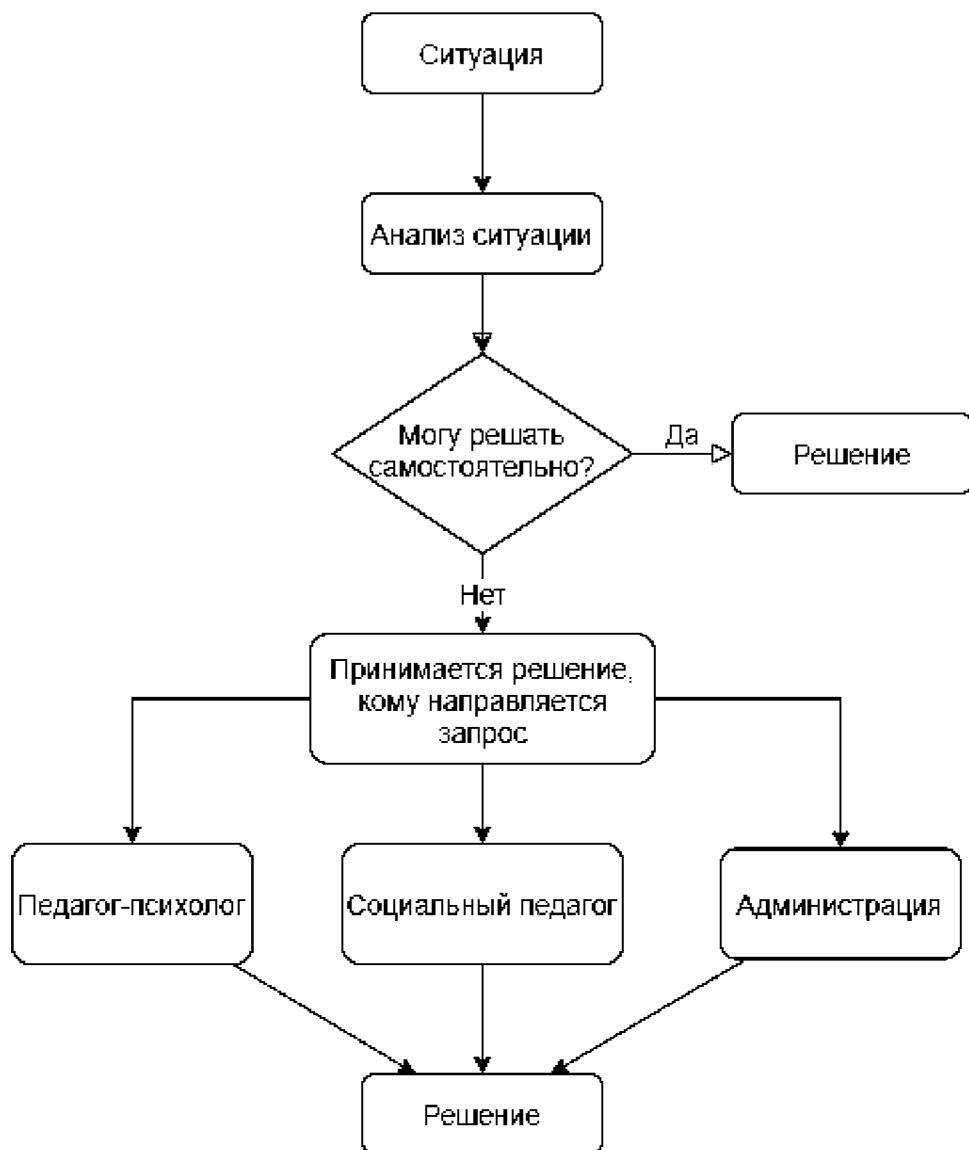 Ситуация
Анализ ситуации
Могу решать
самостоятельно?
Да
Решение
Нет
Принимается решение,
кому направляется
запрос
Педагог-психолог
Социальный педагог
Администрация
Решение